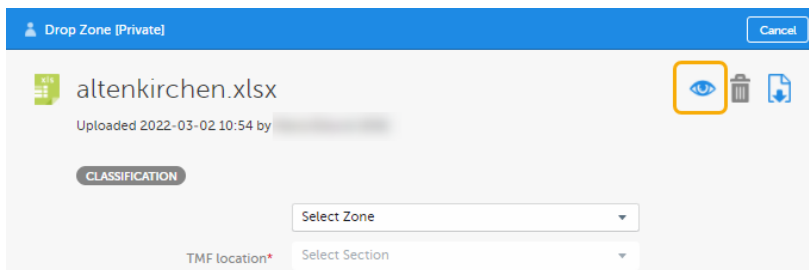 Drop Zone [Private]
Cancel
xls
altenkirchen.xlsx
Uploaded 2022-03-02 10:54 by
CLASSIFICATION
Select Zone
TMF location*
Select Section